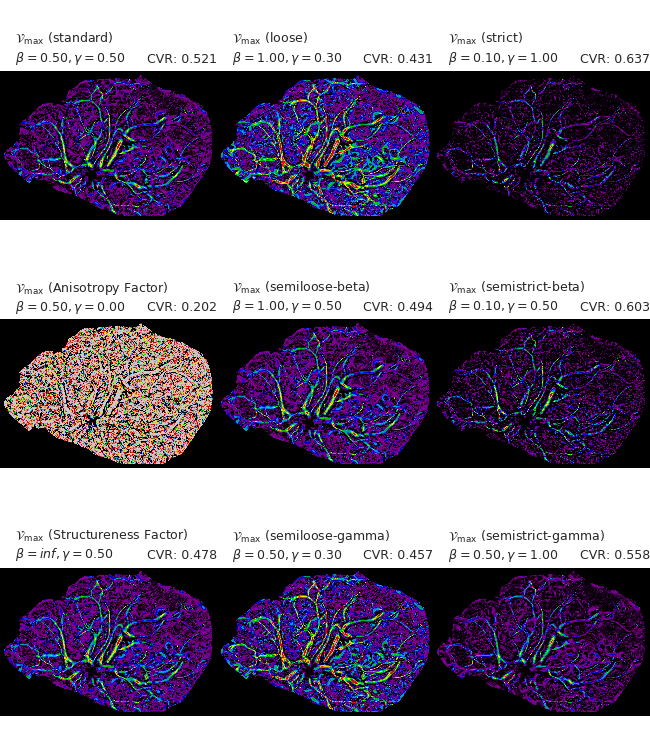 𝒱max (standard)
β = 0.50, γ = 0.50 CVR: 0.521
𝒱max (loose)
β = 1.00, γ = 0.30 CVR: 0.431
𝒱max (strict)
β = 0.10, γ = 1.00 CVR: 0.637
𝒱max (Anisotropy Factor)
β = 0.50, γ = 0.00 CVR: 0.202
𝒱max (semiloose-beta)
β = 1.00, γ = 0.50 CVR: 0.494
𝒱max (semistrict-beta)
β = 0.10, γ = 0.50 CVR: 0.603
𝒱max (Structureness Factor)
β = inf, γ = 0.50 CVR: 0.478
𝒱max (semiloose-gamma)
β = 0.50, γ = 0.30 CVR: 0.457
𝒱max (semistrict-gamma)
β = 0.50, γ = 1.00 CVR: 0.558